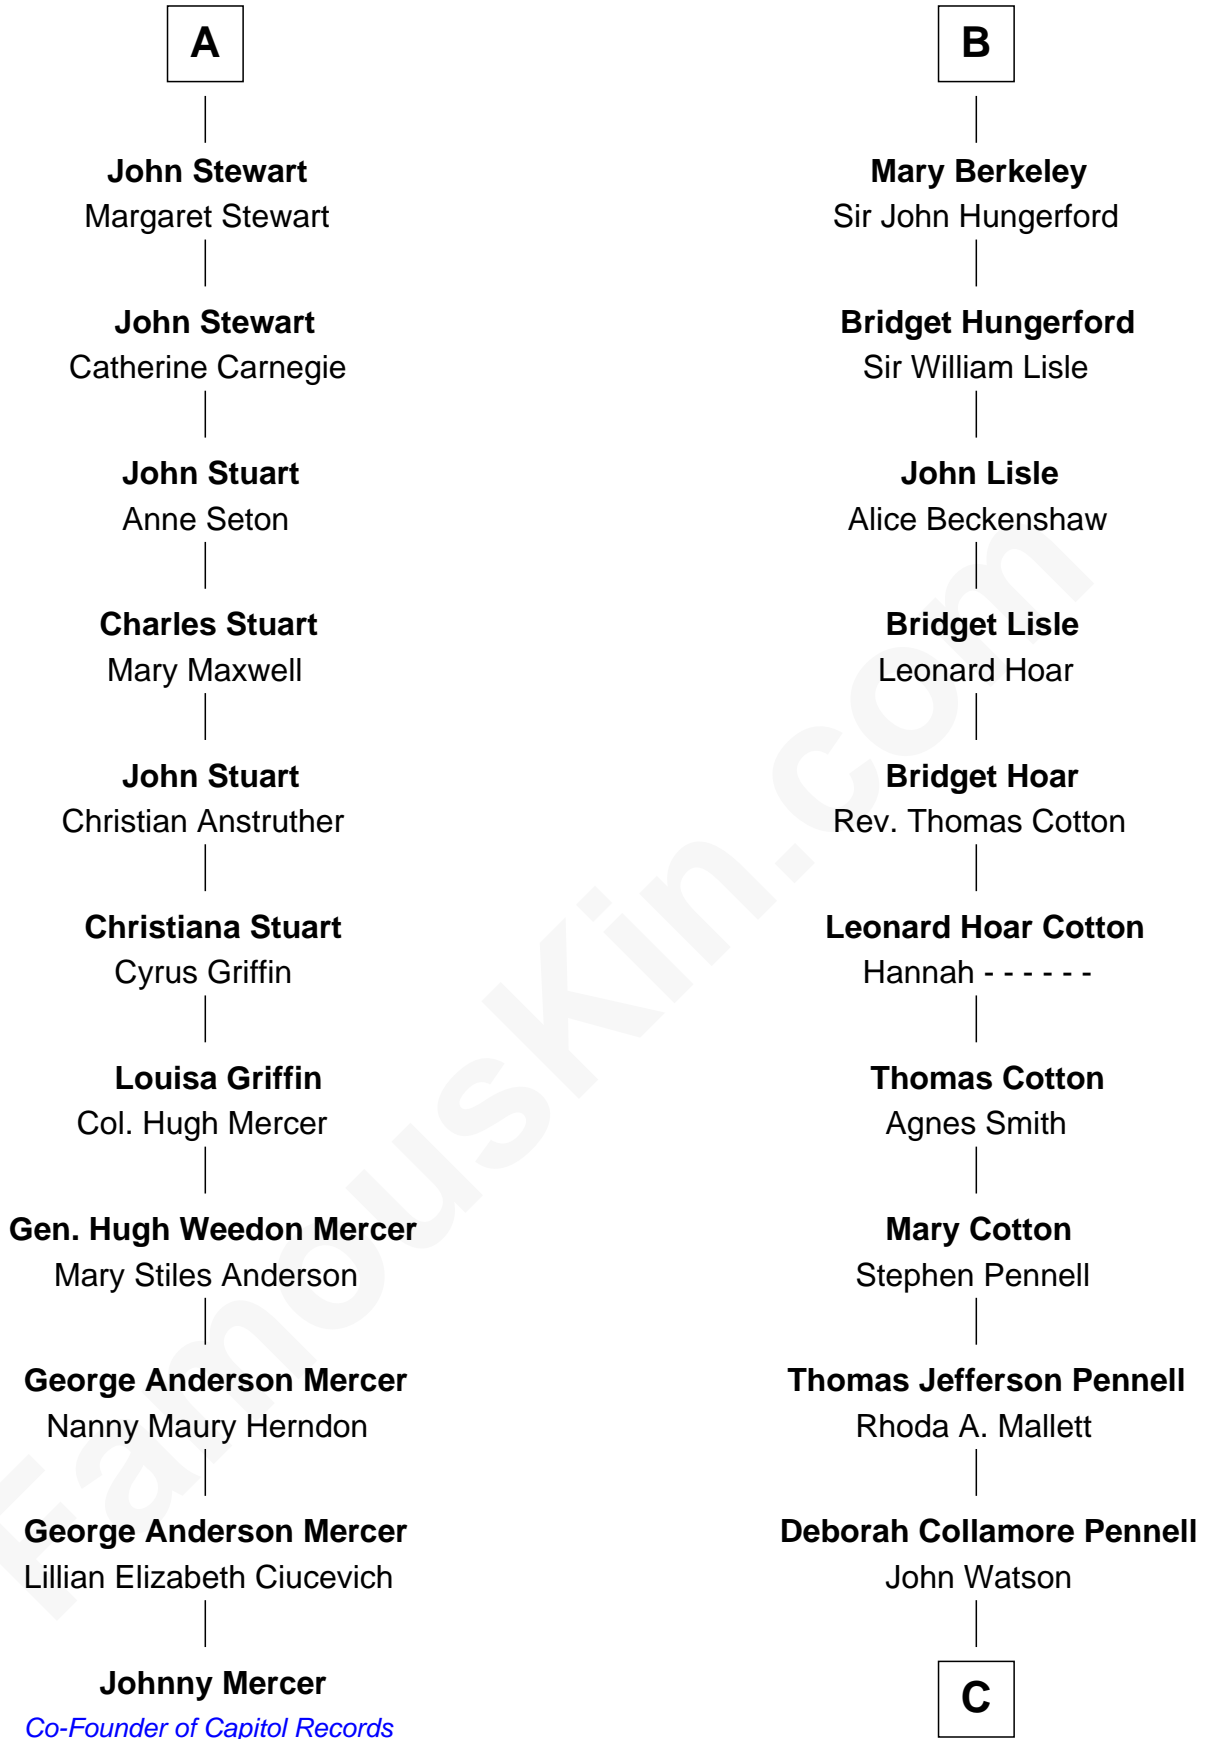 A
John Stewart
Margaret Stewart
John Stewart
Catherine Carnegie
John Stuart
Anne Seton
Charles Stuart
Mary Maxwell
John Stuart
Christian Anstruther
Christiana Stuart
Cyrus Griffin
Louisa Griffin
Col. Hugh Mercer
Gen. Hugh Weedon Mercer
Mary Stiles Anderson
George Anderson Mercer
Nanny Maury Herndon
George Anderson Mercer
Lillian Elizabeth Ciucevich
Johnny Mercer
Co-Founder of Capitol Records
B
Mary Berkeley
Sir John Hungerford
Bridget Hungerford
Sir William Lisle
John Lisle
Alice Beckenshaw
Bridget Lisle
Leonard Hoar
Bridget Hoar
Rev. Thomas Cotton
Leonard Hoar Cotton
Hannah - - - - - -
Thomas Cotton
Agnes Smith
Mary Cotton
Stephen Pennell
Thomas Jefferson Pennell
Rhoda A. Mallett
Deborah Collamore Pennell
John Watson
C
FamousKin.com